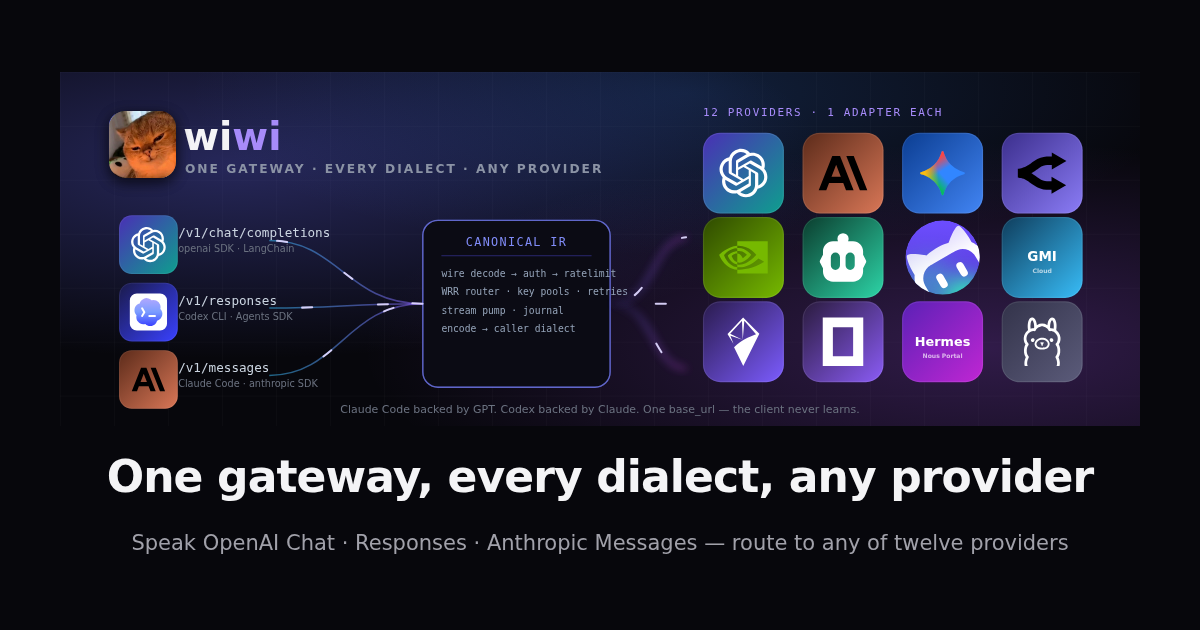 wiwi
ONE GATEWAY · EVERY DIALECT · ANY PROVIDER
12 PROVIDERS · 1 ADAPTER EACH
/v1/chat/completions
openai SDK · LangChain
/v1/responses
Codex CLI · Agents SDK
/v1/messages
Claude Code · anthropic SDK
CANONICAL IR
wire decode → auth → ratelimit
WRR router · key pools · retries
stream pump · journal
encode → caller dialect
GMI
Cloud
Hermes
Nous Portal
Claude Code backed by GPT. Codex backed by Claude. One base_url — the client never learns.
One gateway, every dialect, any provider
Speak OpenAI Chat · Responses · Anthropic Messages — route to any of twelve providers